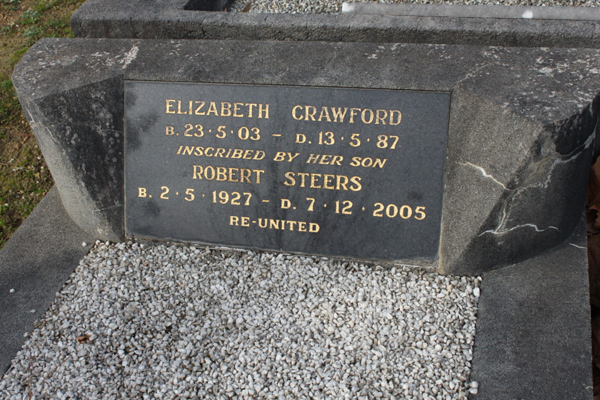 ELIZABETH CRAWFORD
B. 23·5·03 - D. 13·5·87
INSCRIBED BY HER SON
ROBERT STEERS
B. 2·5·1927 - D. 7·12·2005
RE-UNITED